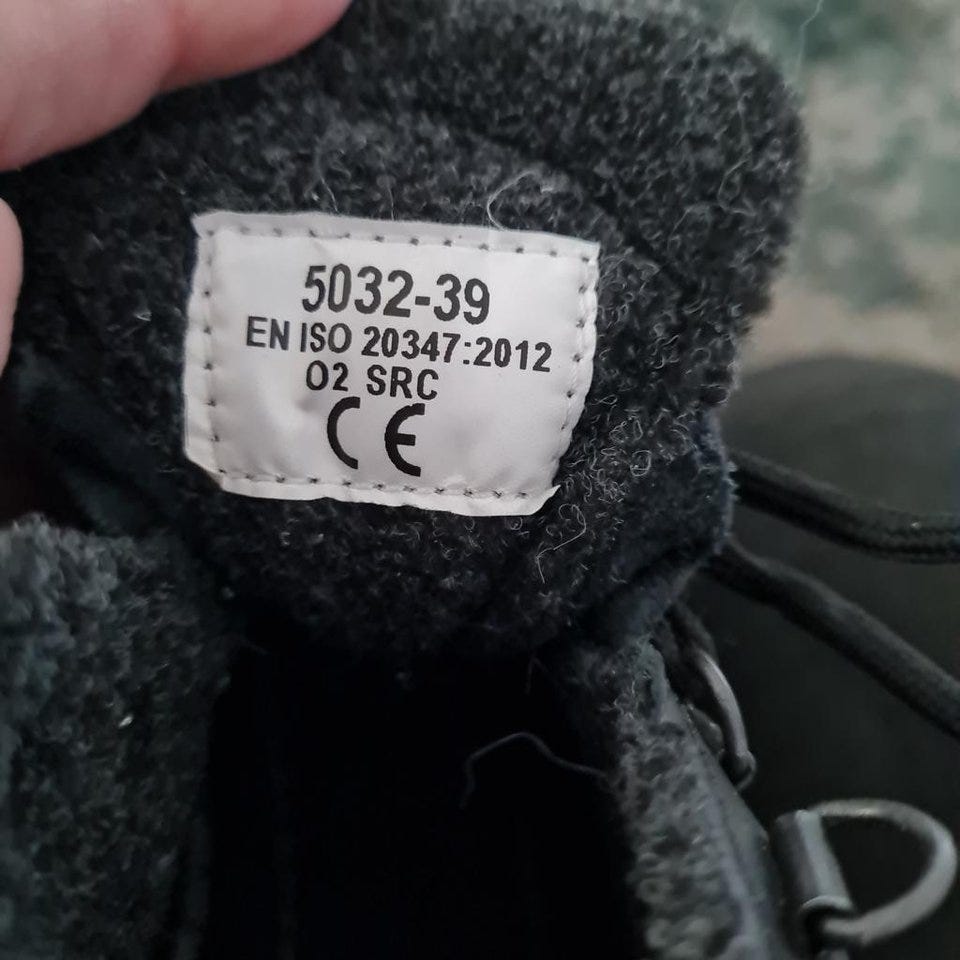 5032-39
EN ISO 20347:2012
O2 SRC
CE